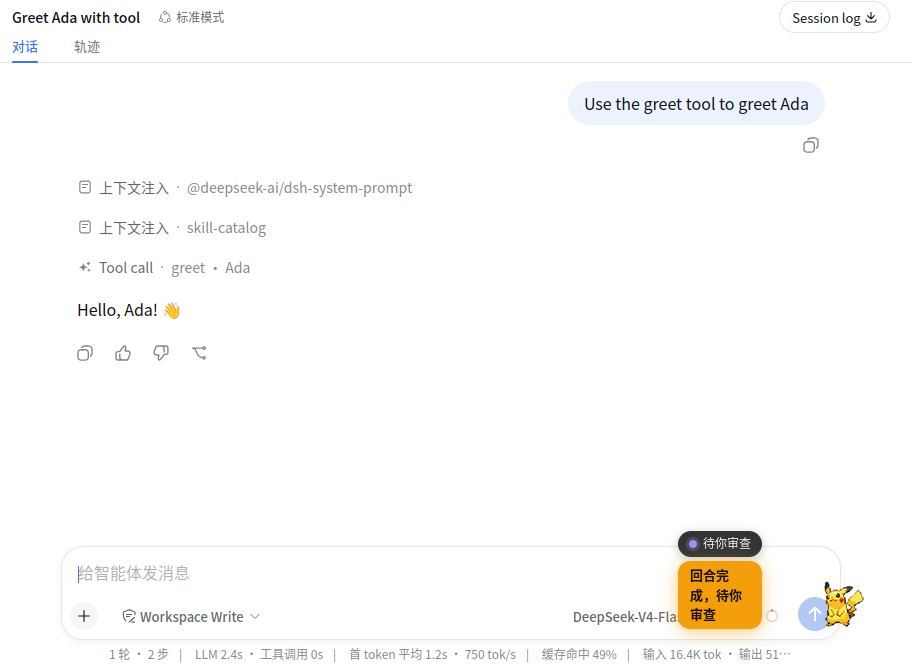 Greet Ada with tool 标准模式 Session log
对话 轨迹
Use the greet tool to greet Ada
上下文注入 · @deepseek-ai/dsh-system-prompt
上下文注入 · skill-catalog
Tool call · greet • Ada
Hello, Ada! 👋
待你审查
给智能体发消息
回合完
成，待你
审查
Workspace Write DeepSeek-V4-Fla
1 轮 · 2 步 | LLM 2.4s · 工具调用 0s | 首 token 平均 1.2s · 750 tok/s | 缓存命中 49% | 输入 16.4K tok · 输出 51…